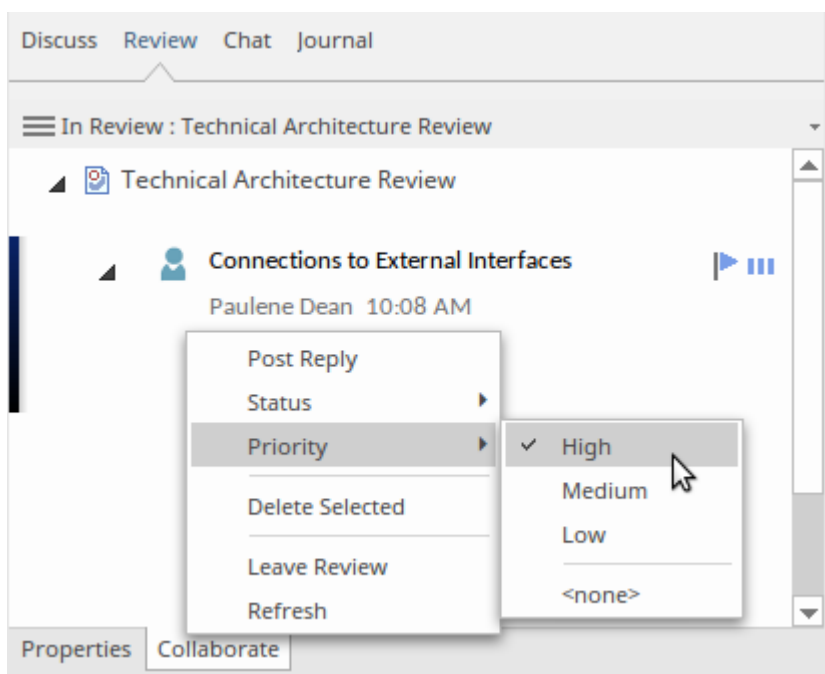 Discuss Review Chat Journal
In Review : Technical Architecture Review
Technical Architecture Review
Connections to External Interfaces
Paulene Dean 10:08 AM
Post Reply
Status
Priority
Delete Selected
Leave Review
Refresh
High
Medium
Low
<none>
Properties Collaborate